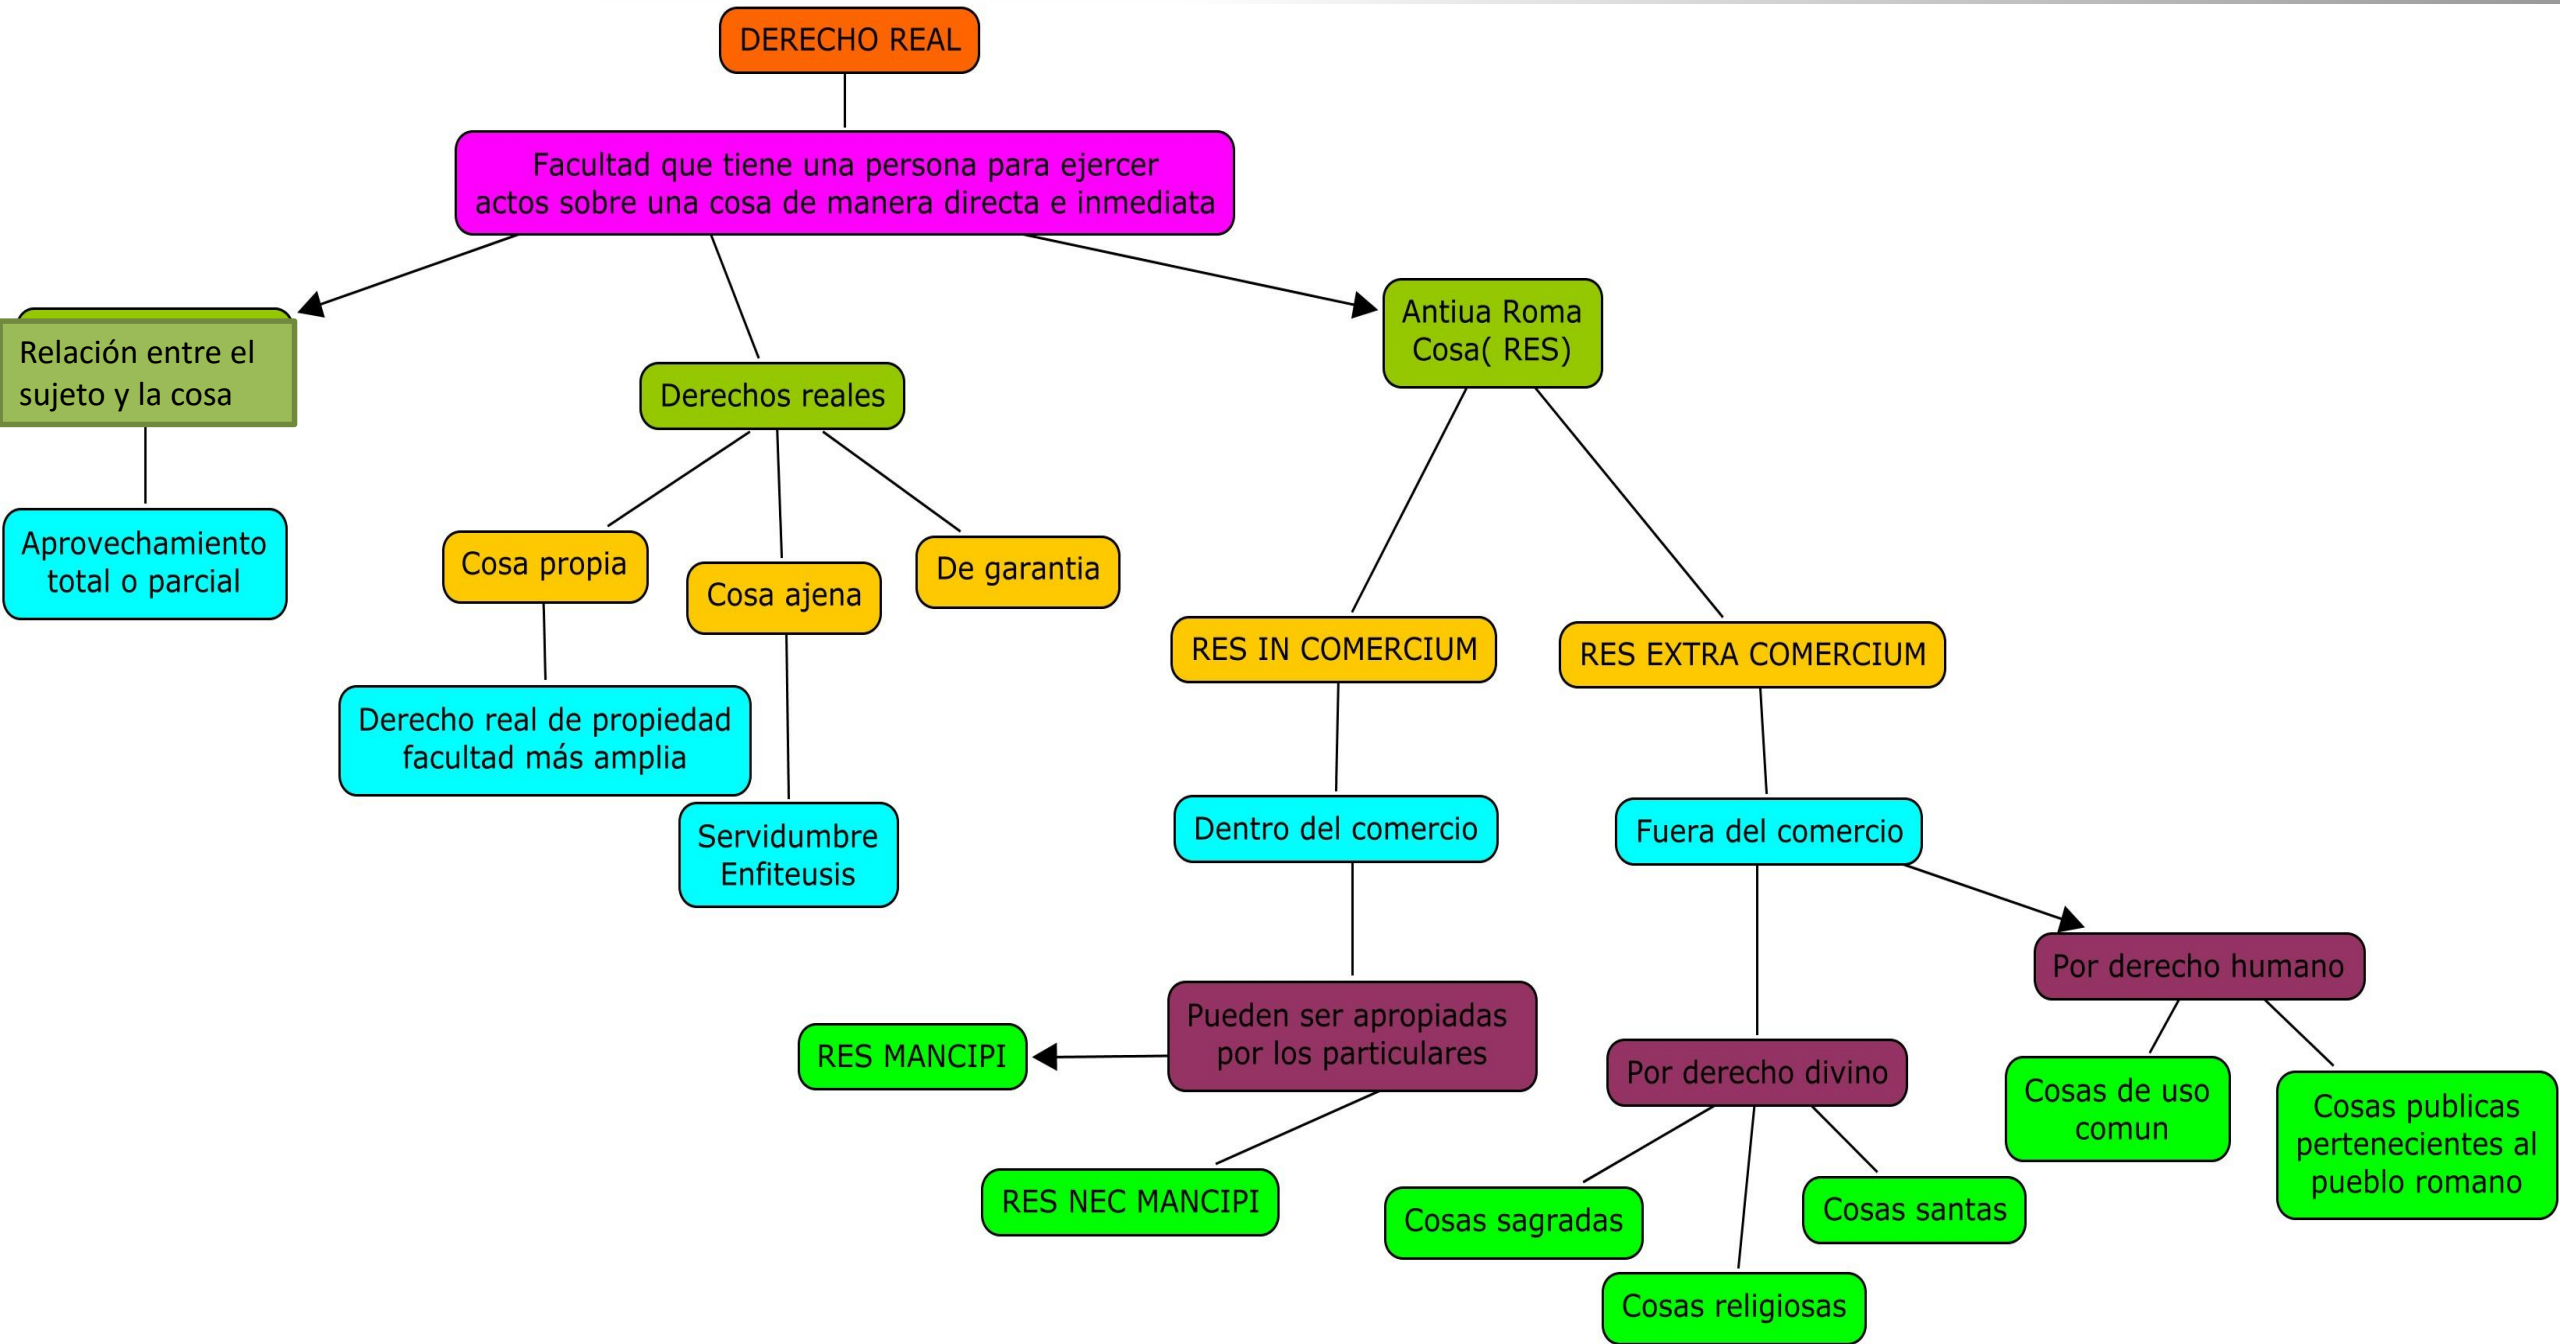 DERECHO REAL
Facultad que tiene una persona para ejercer
actos sobre una cosa de manera directa e inmediata
Relación entre el
sujeto y la cosa
Aprovechamiento
total o parcial
Derechos reales
Cosa propia
Derecho real de propiedad
facultad más amplia
Cosa ajena
Servidumbre
Enfiteusis
De garantia
Antiua Roma
Cosa( RES)
RES IN COMERCIUM
Dentro del comercio
Pueden ser apropiadas
por los particulares
RES MANCIPI
RES NEC MANCIPI
RES EXTRA COMERCIUM
Fuera del comercio
Por derecho divino
Cosas sagradas
Cosas religiosas
Cosas santas
Por derecho humano
Cosas de uso
comun
Cosas publicas
pertenecientes al
pueblo romano